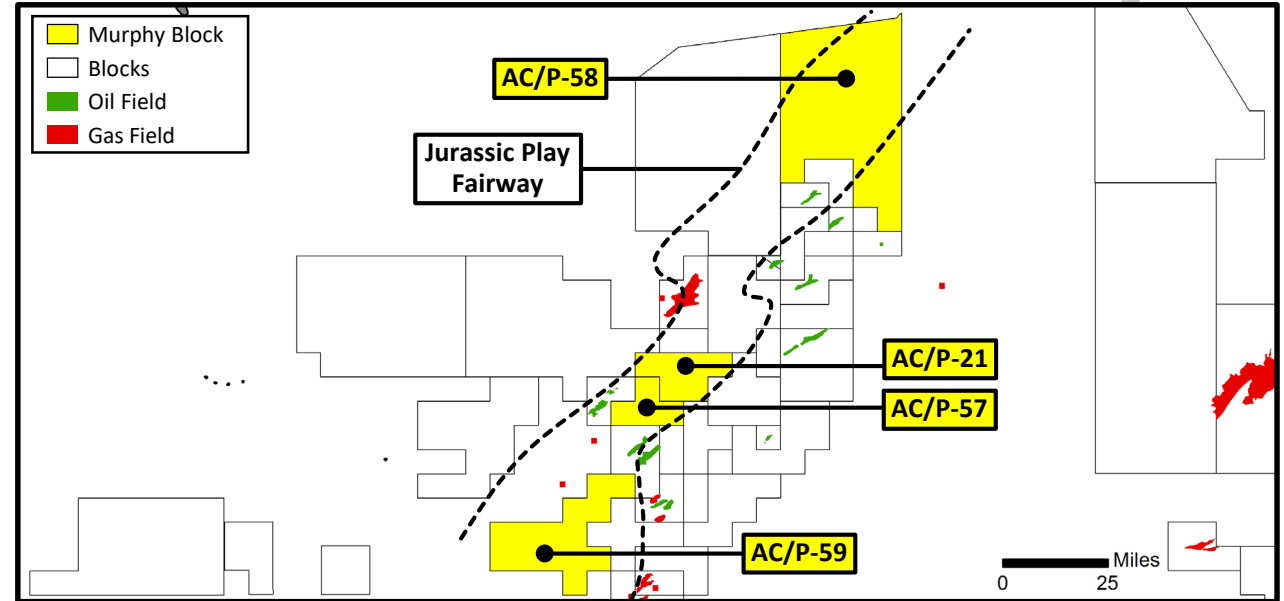 Murphy Block
Blocks
Oil Field
Gas Field
AC/P-58
Jurassic Play
Fairway
AC/P-21
AC/P-57
AC/P-59
Miles
0 25